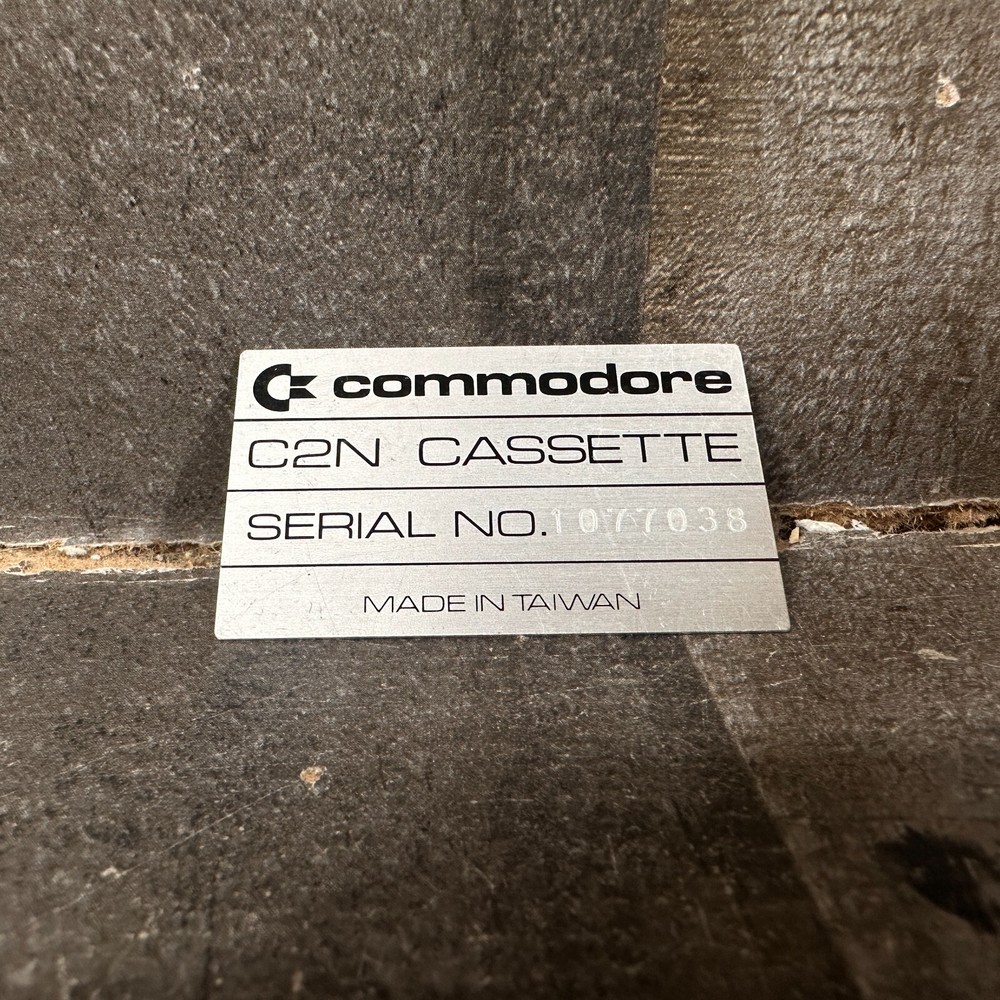 commodore
C2N CASSETTE
SERIAL NO. 1077038
MADE IN TAIWAN